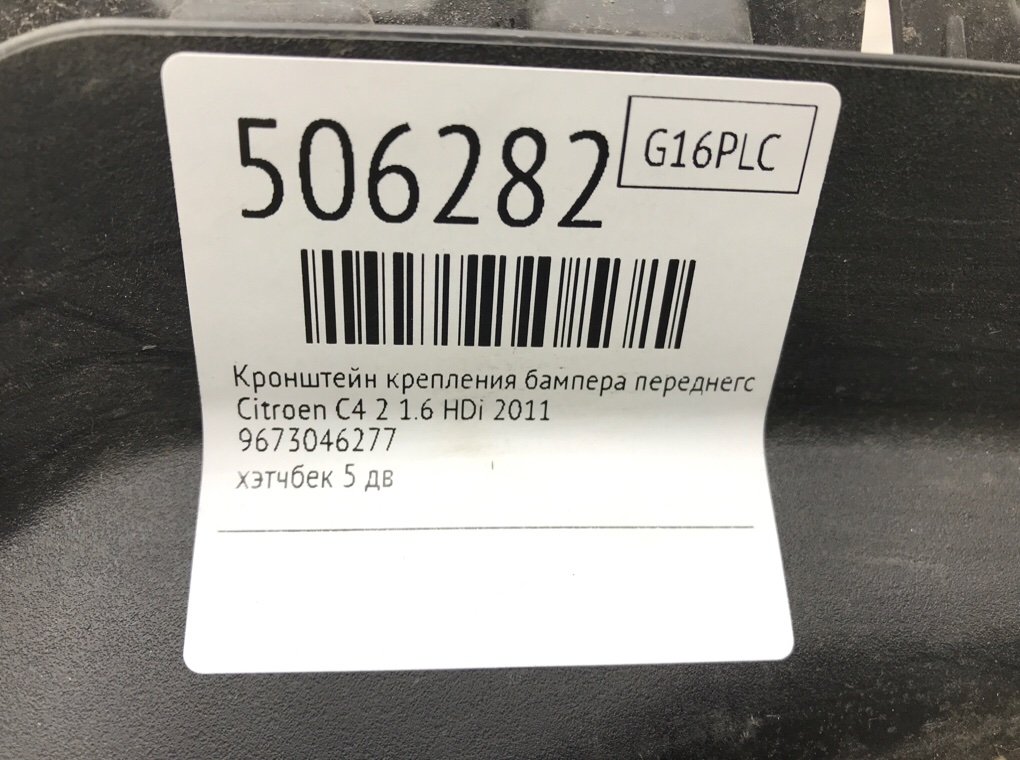 506282
G16PLC
Кронштейн крепления бампера переднегс
Citroen C4 2 1.6 HDi 2011
9673046277
хэтчбек 5 дв